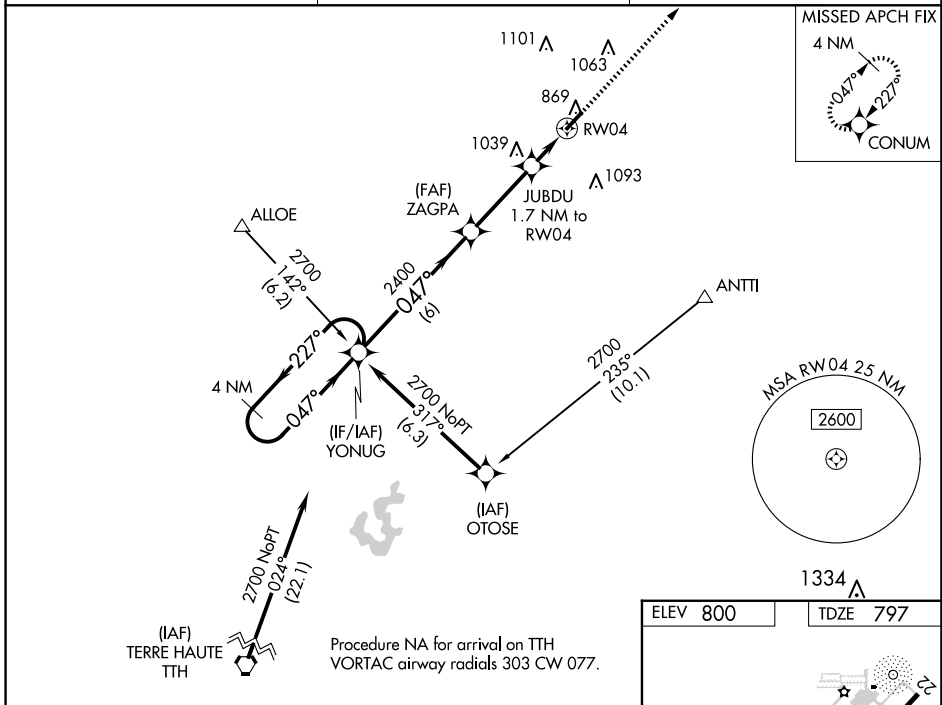 MISSED APCH FIX
4 NM
047°
227°
CONUM
1101
1063
869
RW04
1039
JUBDU
1.7 NM to
RW04
1093
(FAF)
ZAGPA
ALLOE
2700
142°
(6.2)
2400
047°
(6)
ANTTI
2700
235°
(10.1)
227°
4 NM
047°
(IF/IAF)
YONUG
2700 NoPT
317°
(6.3)
(IAF)
OTOSE
MSA RW04 25 NM
2600
2700 NoPT
024°
(22.1)
(IAF)
TERRE HAUTE
TTH
Procedure NA for arrival on TTH
VORTAC airway radials 303 CW 077.
1334
ELEV 800
TDZE 797
22